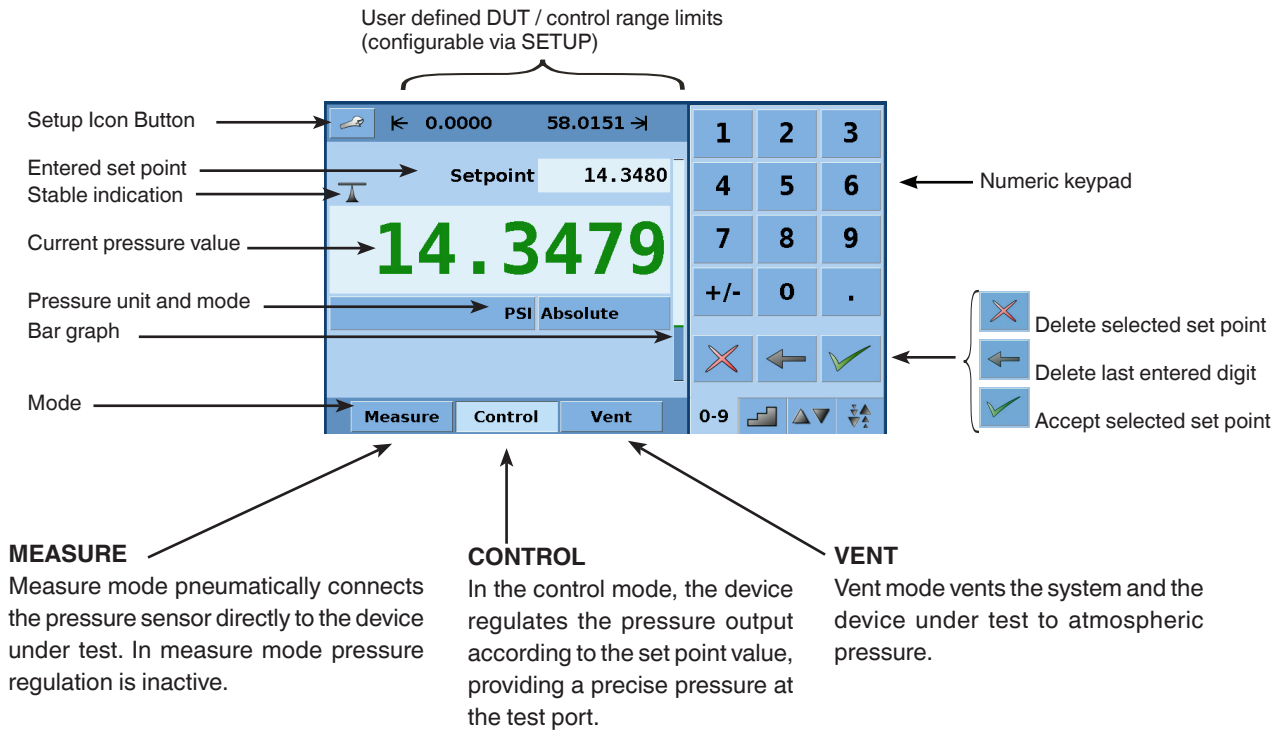 User defined DUT / control range limits
(configurable via SETUP)
Setup Icon Button
Entered set point
Stable indication
Current pressure value
Pressure unit and mode
Bar graph
Mode
0.0000 58.0151
Setpoint 14.3480
14.3479
PSI Absolute
Measure Control Vent
1 2 3
4 5 6
7 8 9
+/- 0 .
0-9
Numeric keypad
Delete selected set point
Delete last entered digit
Accept selected set point
MEASURE
Measure mode pneumatically connects
the pressure sensor directly to the device
under test. In measure mode pressure
regulation is inactive.
CONTROL
In the control mode, the device
regulates the pressure output
according to the set point value,
providing a precise pressure at
the test port.
VENT
Vent mode vents the system and the
device under test to atmospheric
pressure.